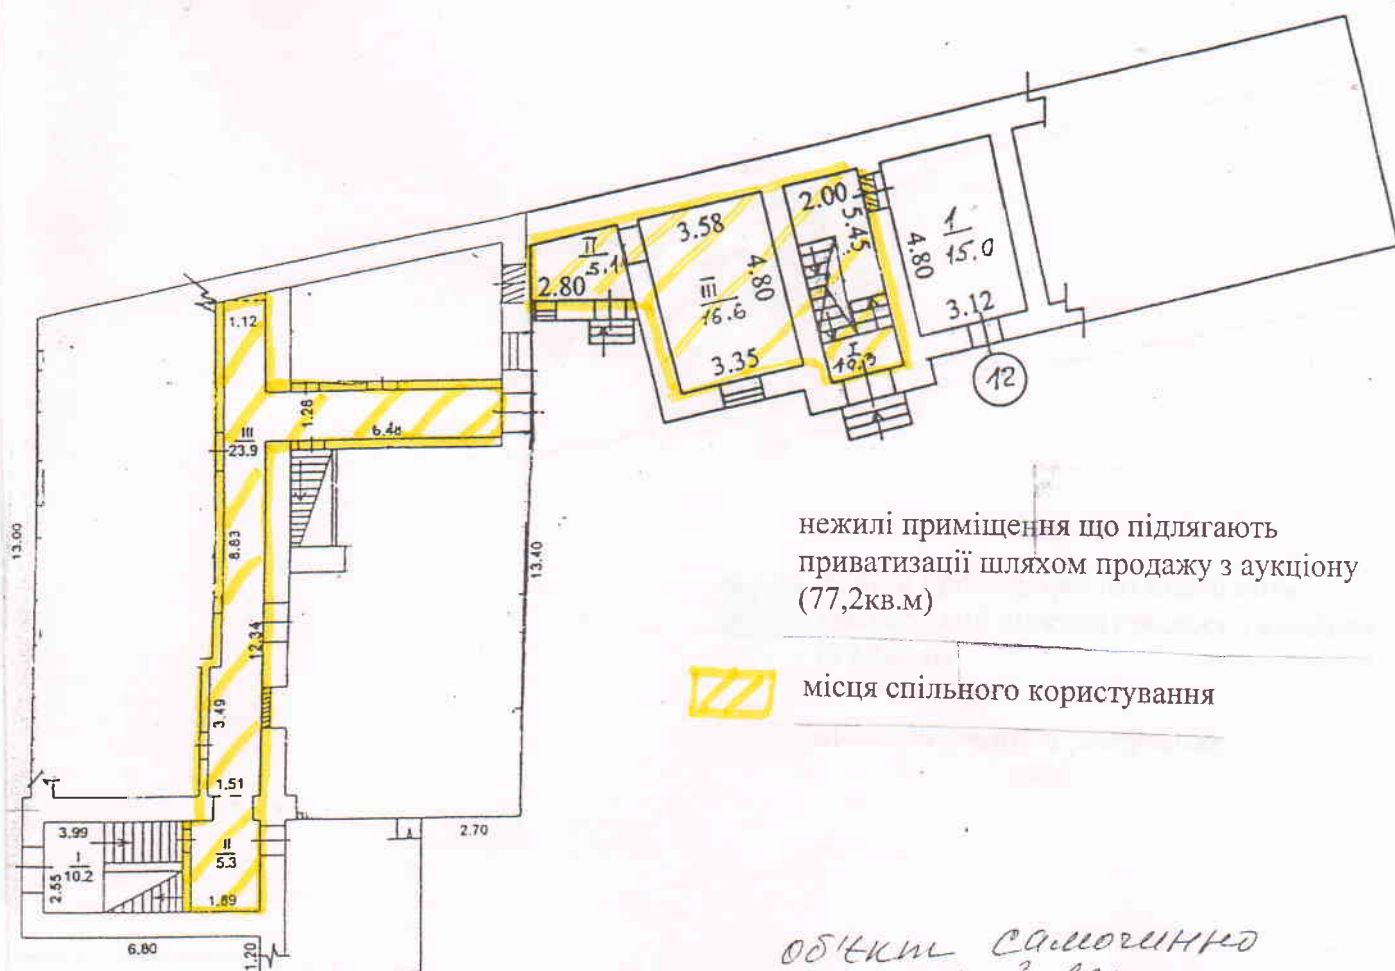 2.00
5.45
3.58
1
15.0
II
5.1
4.80
4.80
2.80
III
16.6
3.12
1.12
3.35
I
12
1.28
6.48
III
23.9
8.83
13.00
13.40
нежилі приміщення що підлягають
приватизації шляхом продажу з аукціону
(77,2кв.м)
12.34
місця спільного користування
3.49
1.51
3.99
2.70
II
5.3
I
10.2
2.55
1.89
6.80
1.20
об'єкт самочинно